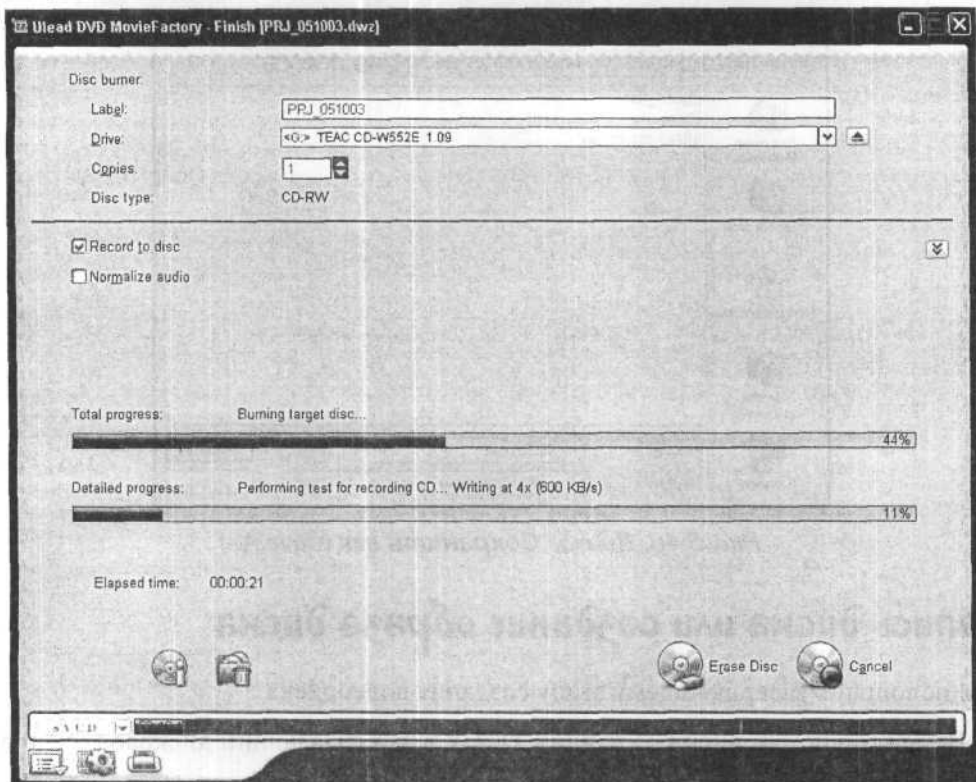 Ulead DVD MovieFactory - Finish [PRJ_051003.dwz]
Disc burner:
Label: PRJ_051003
Drive: <G:> TEAC CD-W552E 1.09
Copies: 1
Disc type: CD-RW
Record to disc
Normalize audio
Total progress: Burning target disc...
44%
Detailed progress: Performing test for recording CD... Writing at 4x (600 KB/s)
11%
Elapsed time: 00:00:21
Erase Disc Cancel